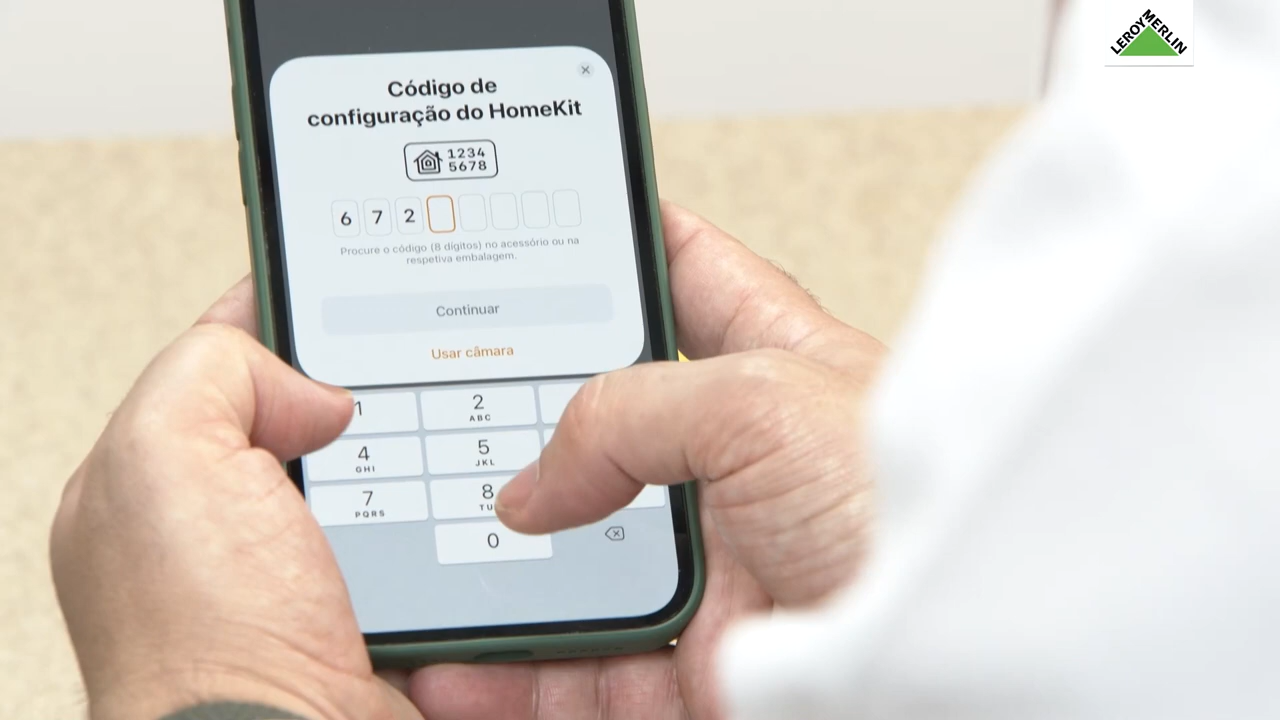 LEROY MERLIN
Código de
configuração do HomeKit
1234
5678
6 7 2
Procure o código (8 dígitos) no acessório ou na
respetiva embalagem.
Continuar
Usar câmara
1
2
ABC
4
GHI
5
JKL
7
PQRS
8
TU
0